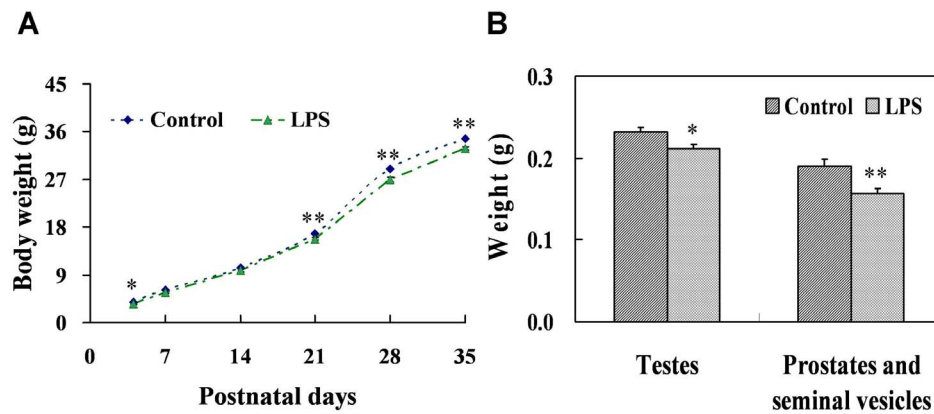 A
Body weight (g)
45
36
27
18
9
0
Control
LPS
*
**
**
**
0
7
14
21
28
35
Postnatal days
B
Weight (g)
0.3
0.2
0.1
0.0
Control
LPS
*
**
Testes
Prostates and
seminal vesicles